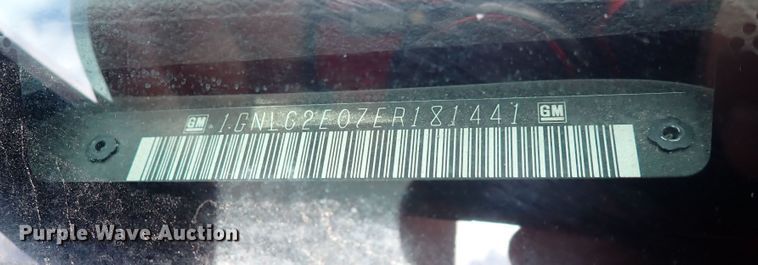 GM 1GNLC2E07ER181441 GM
Purple Wave Auction